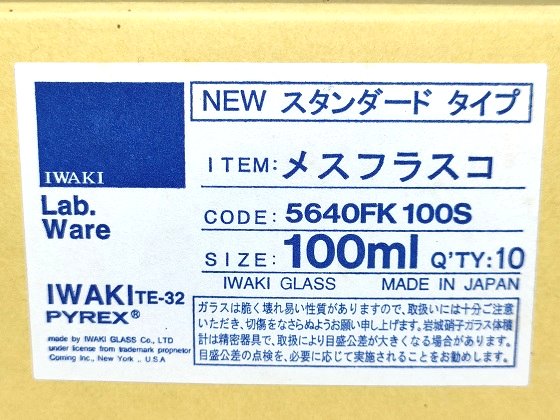 NEW スタンダード タイプ
IWAKI
ITEM: メスフラスコ
Lab.
Ware
CODE: 5640FK100S
SIZE: 100ml Q'TY: 10
IWAKI GLASS MADE IN JAPAN
IWAKI TE-32
PYREX®
made by IWAKI GLASS Co., LTD
under license from trademark proprietor
Corning Inc., New York .. U.S.A
ガラスは脆く壊れ易い性質がありますので、取扱いには十分ご注意
いただき、切傷をなさらぬようお願い申し上げます。岩城硝子ガラス体積
計は精密器具で、取扱により目盛公差が大きくなる場合があります。
目盛公差の点検を、必要に応じて実施されることをお勧めします。